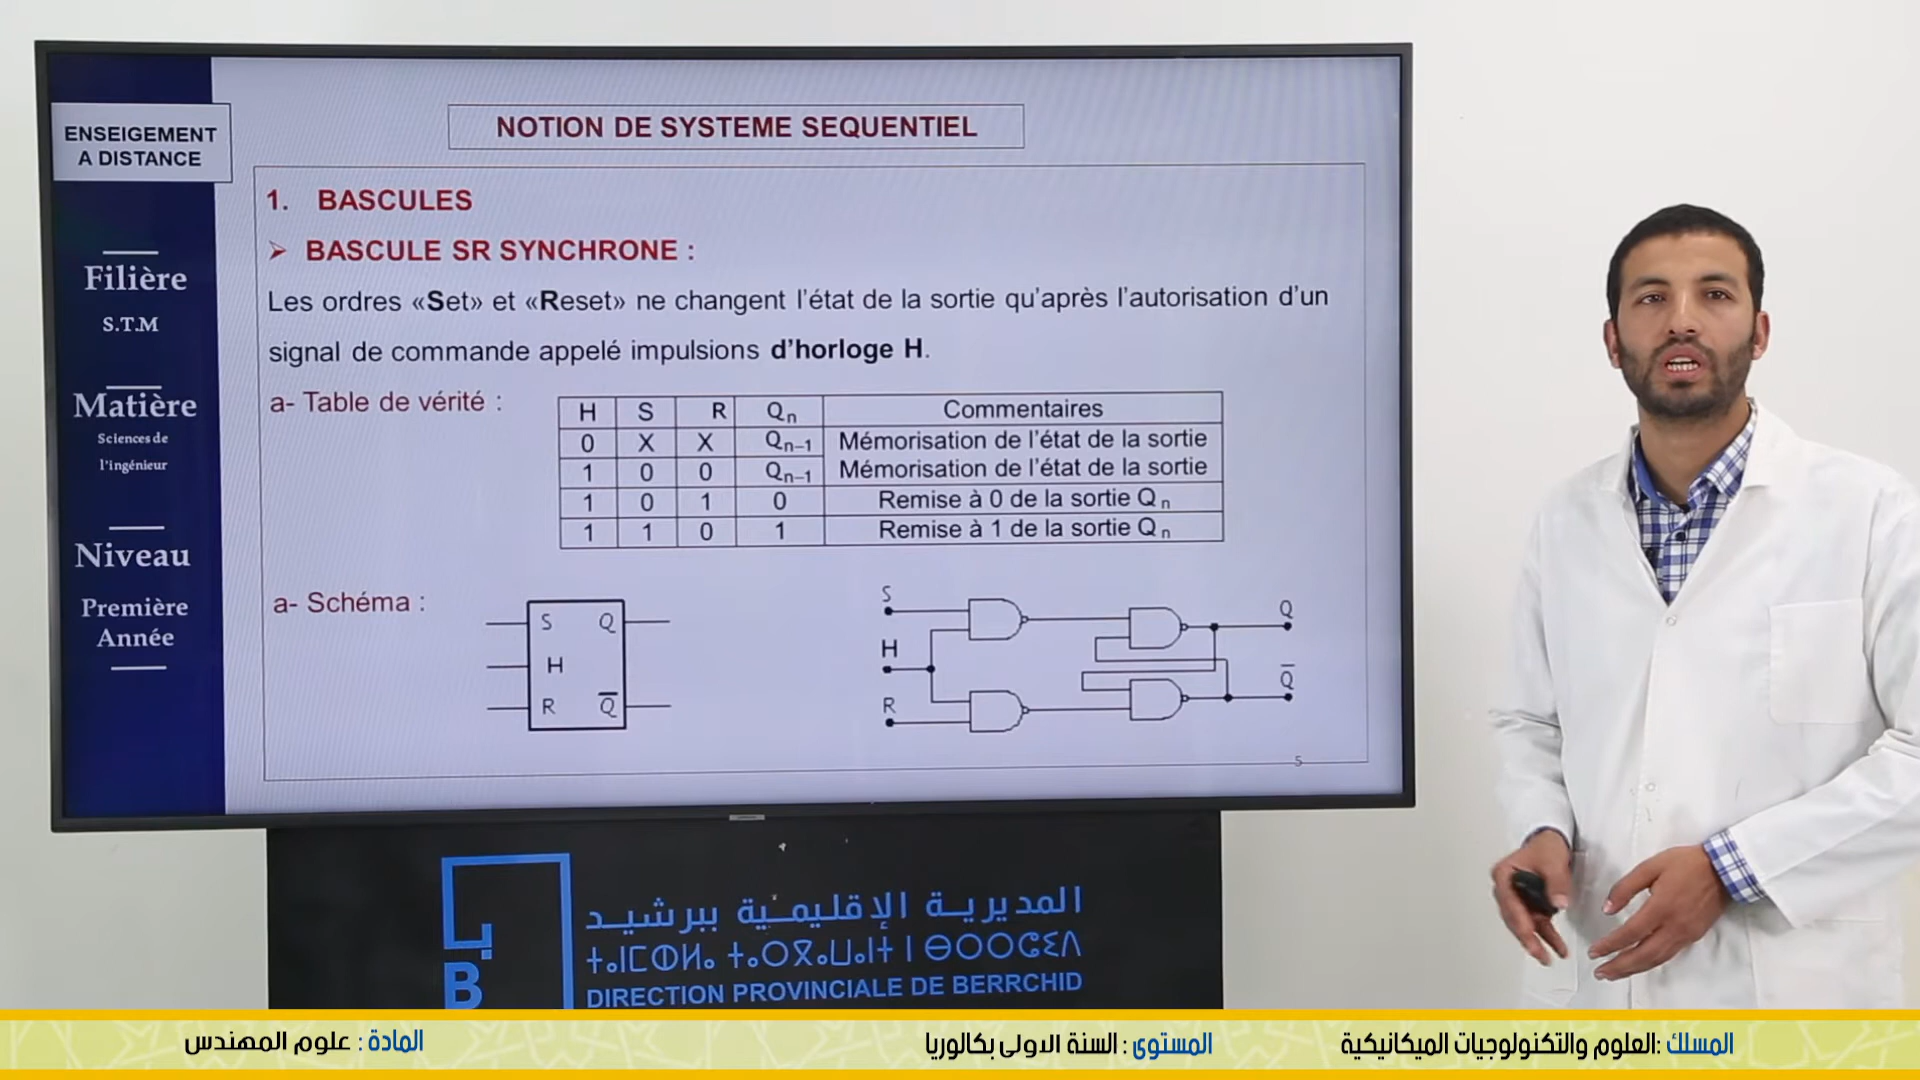 ENSEIGEMENT
A DISTANCE
Filière
S.T.M
Matière
Sciences de
l'ingénieur
Niveau
Première
Année
NOTION DE SYSTEME SEQUENTIEL
1. BASCULES
➢ BASCULE SR SYNCHRONE :
Les ordres «Set» et «Reset» ne changent l'état de la sortie qu'après l'autorisation d'un
signal de commande appelé impulsions d'horloge H.
a- Table de vérité :
H S R Qn Commentaires
0 X X Qn−1 Mémorisation de l'état de la sortie
1 0 0 Qn−1 Mémorisation de l'état de la sortie
1 0 1 0 Remise à 0 de la sortie Q n
1 1 0 1 Remise à 1 de la sortie Q n
a- Schéma :
S Q
H
R Q̅
S
H
R
Q
Q̅
5
B
المديرية الإقليمية ببرشيد
ⵜⴰⵏⵎⵀⵍⴰ ⵜⴰⵔⴳⴰⵡⴰⵏⵜ ⵏ ⴱⵔⵔⵛⵉⴷ
DIRECTION PROVINCIALE DE BERRCHID
المسلك :العلوم والتكنولوجيات الميكانيكية
المستوى : السنة الاولى بكالوريا
المادة : علوم المهندس